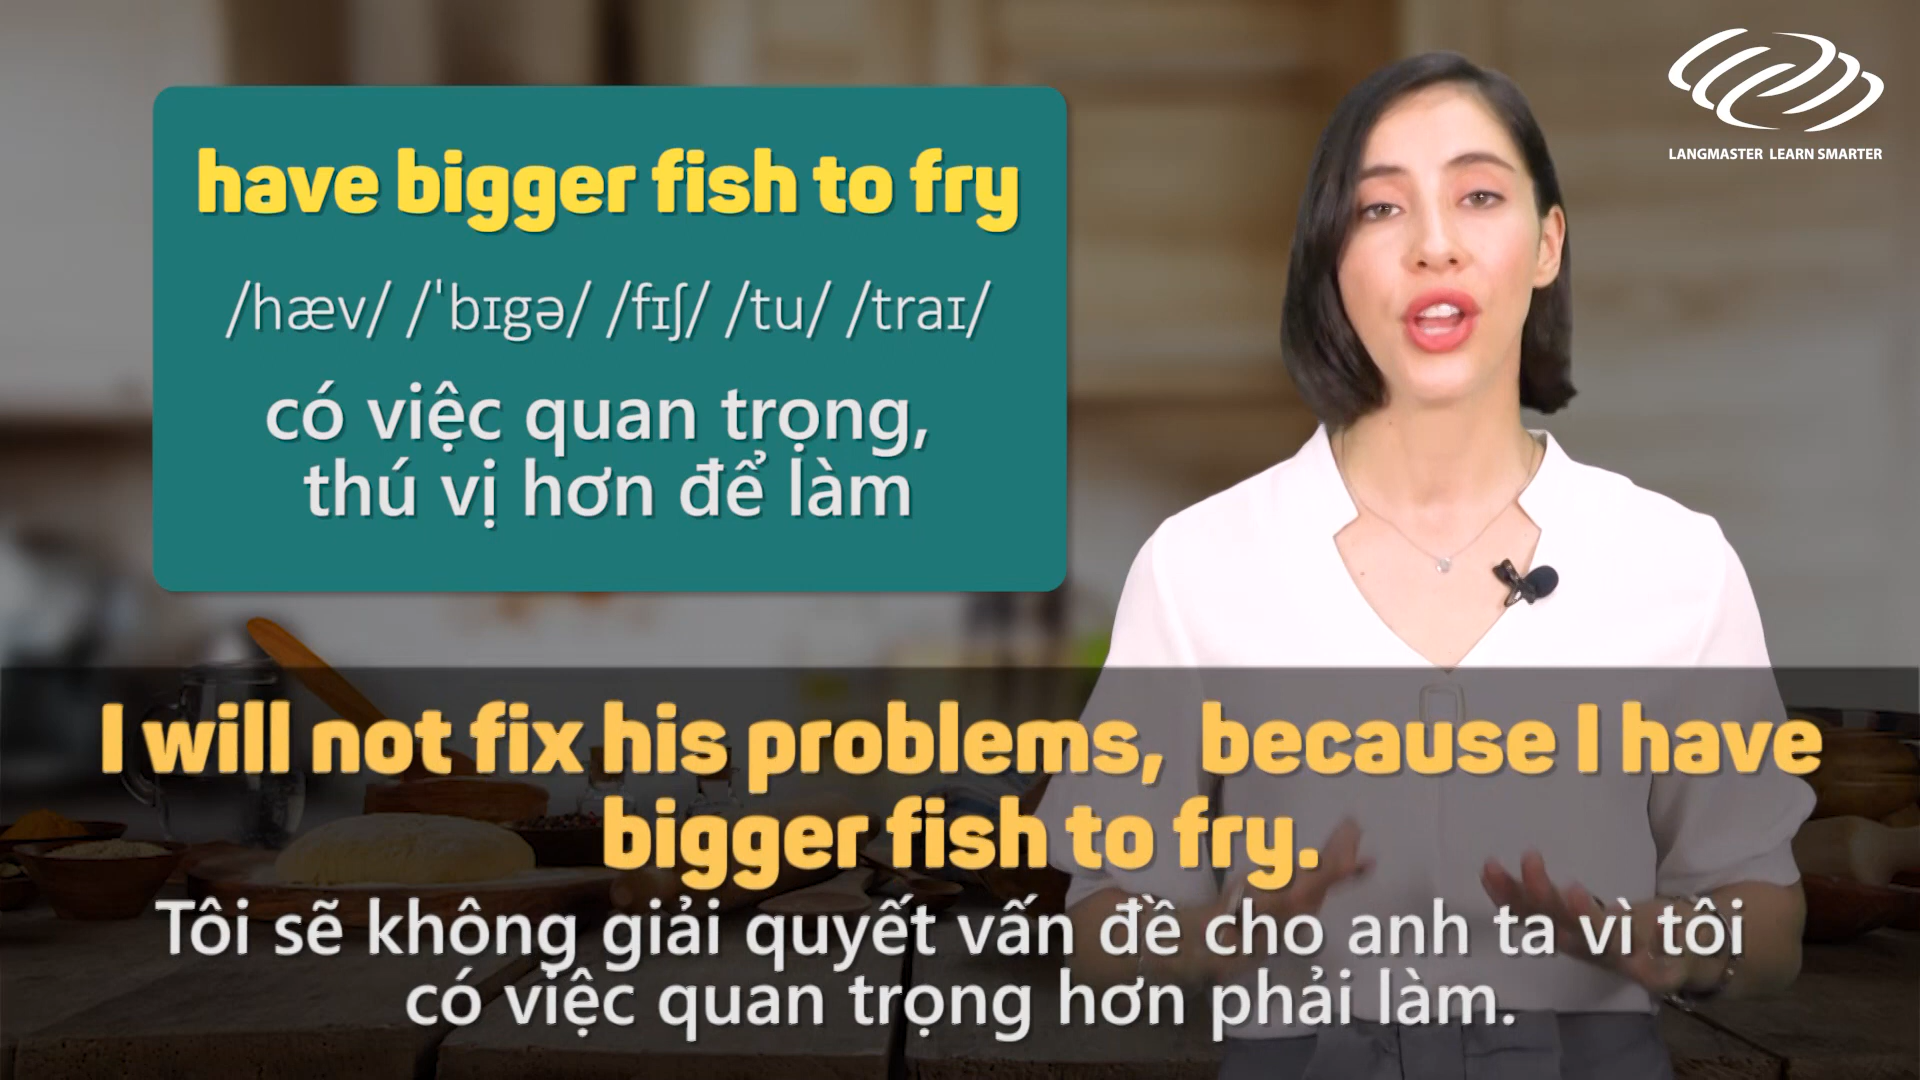 LANGMASTER LEARN SMARTER
have bigger fish to fry
/hæv/ /ˈbɪgə/ /fɪʃ/ /tu/ /traɪ/
có việc quan trọng,
thú vị hơn để làm
I will not fix his problems, because I have
bigger fish to fry.
Tôi sẽ không giải quyết vấn đề cho anh ta vì tôi
có việc quan trọng hơn phải làm.